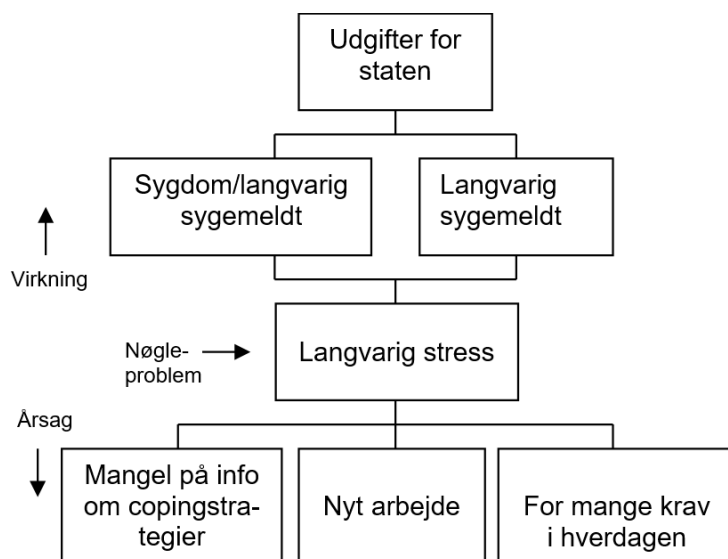 Udgifter for
staten
Sygdom/langvarig
sygemeldt
Langvarig
sygemeldt
Virkning
Nøgle-
problem
Langvarig stress
Årsag
Mangel på info
om copingstra-
tegier
Nyt arbejde
For mange krav
i hverdagen